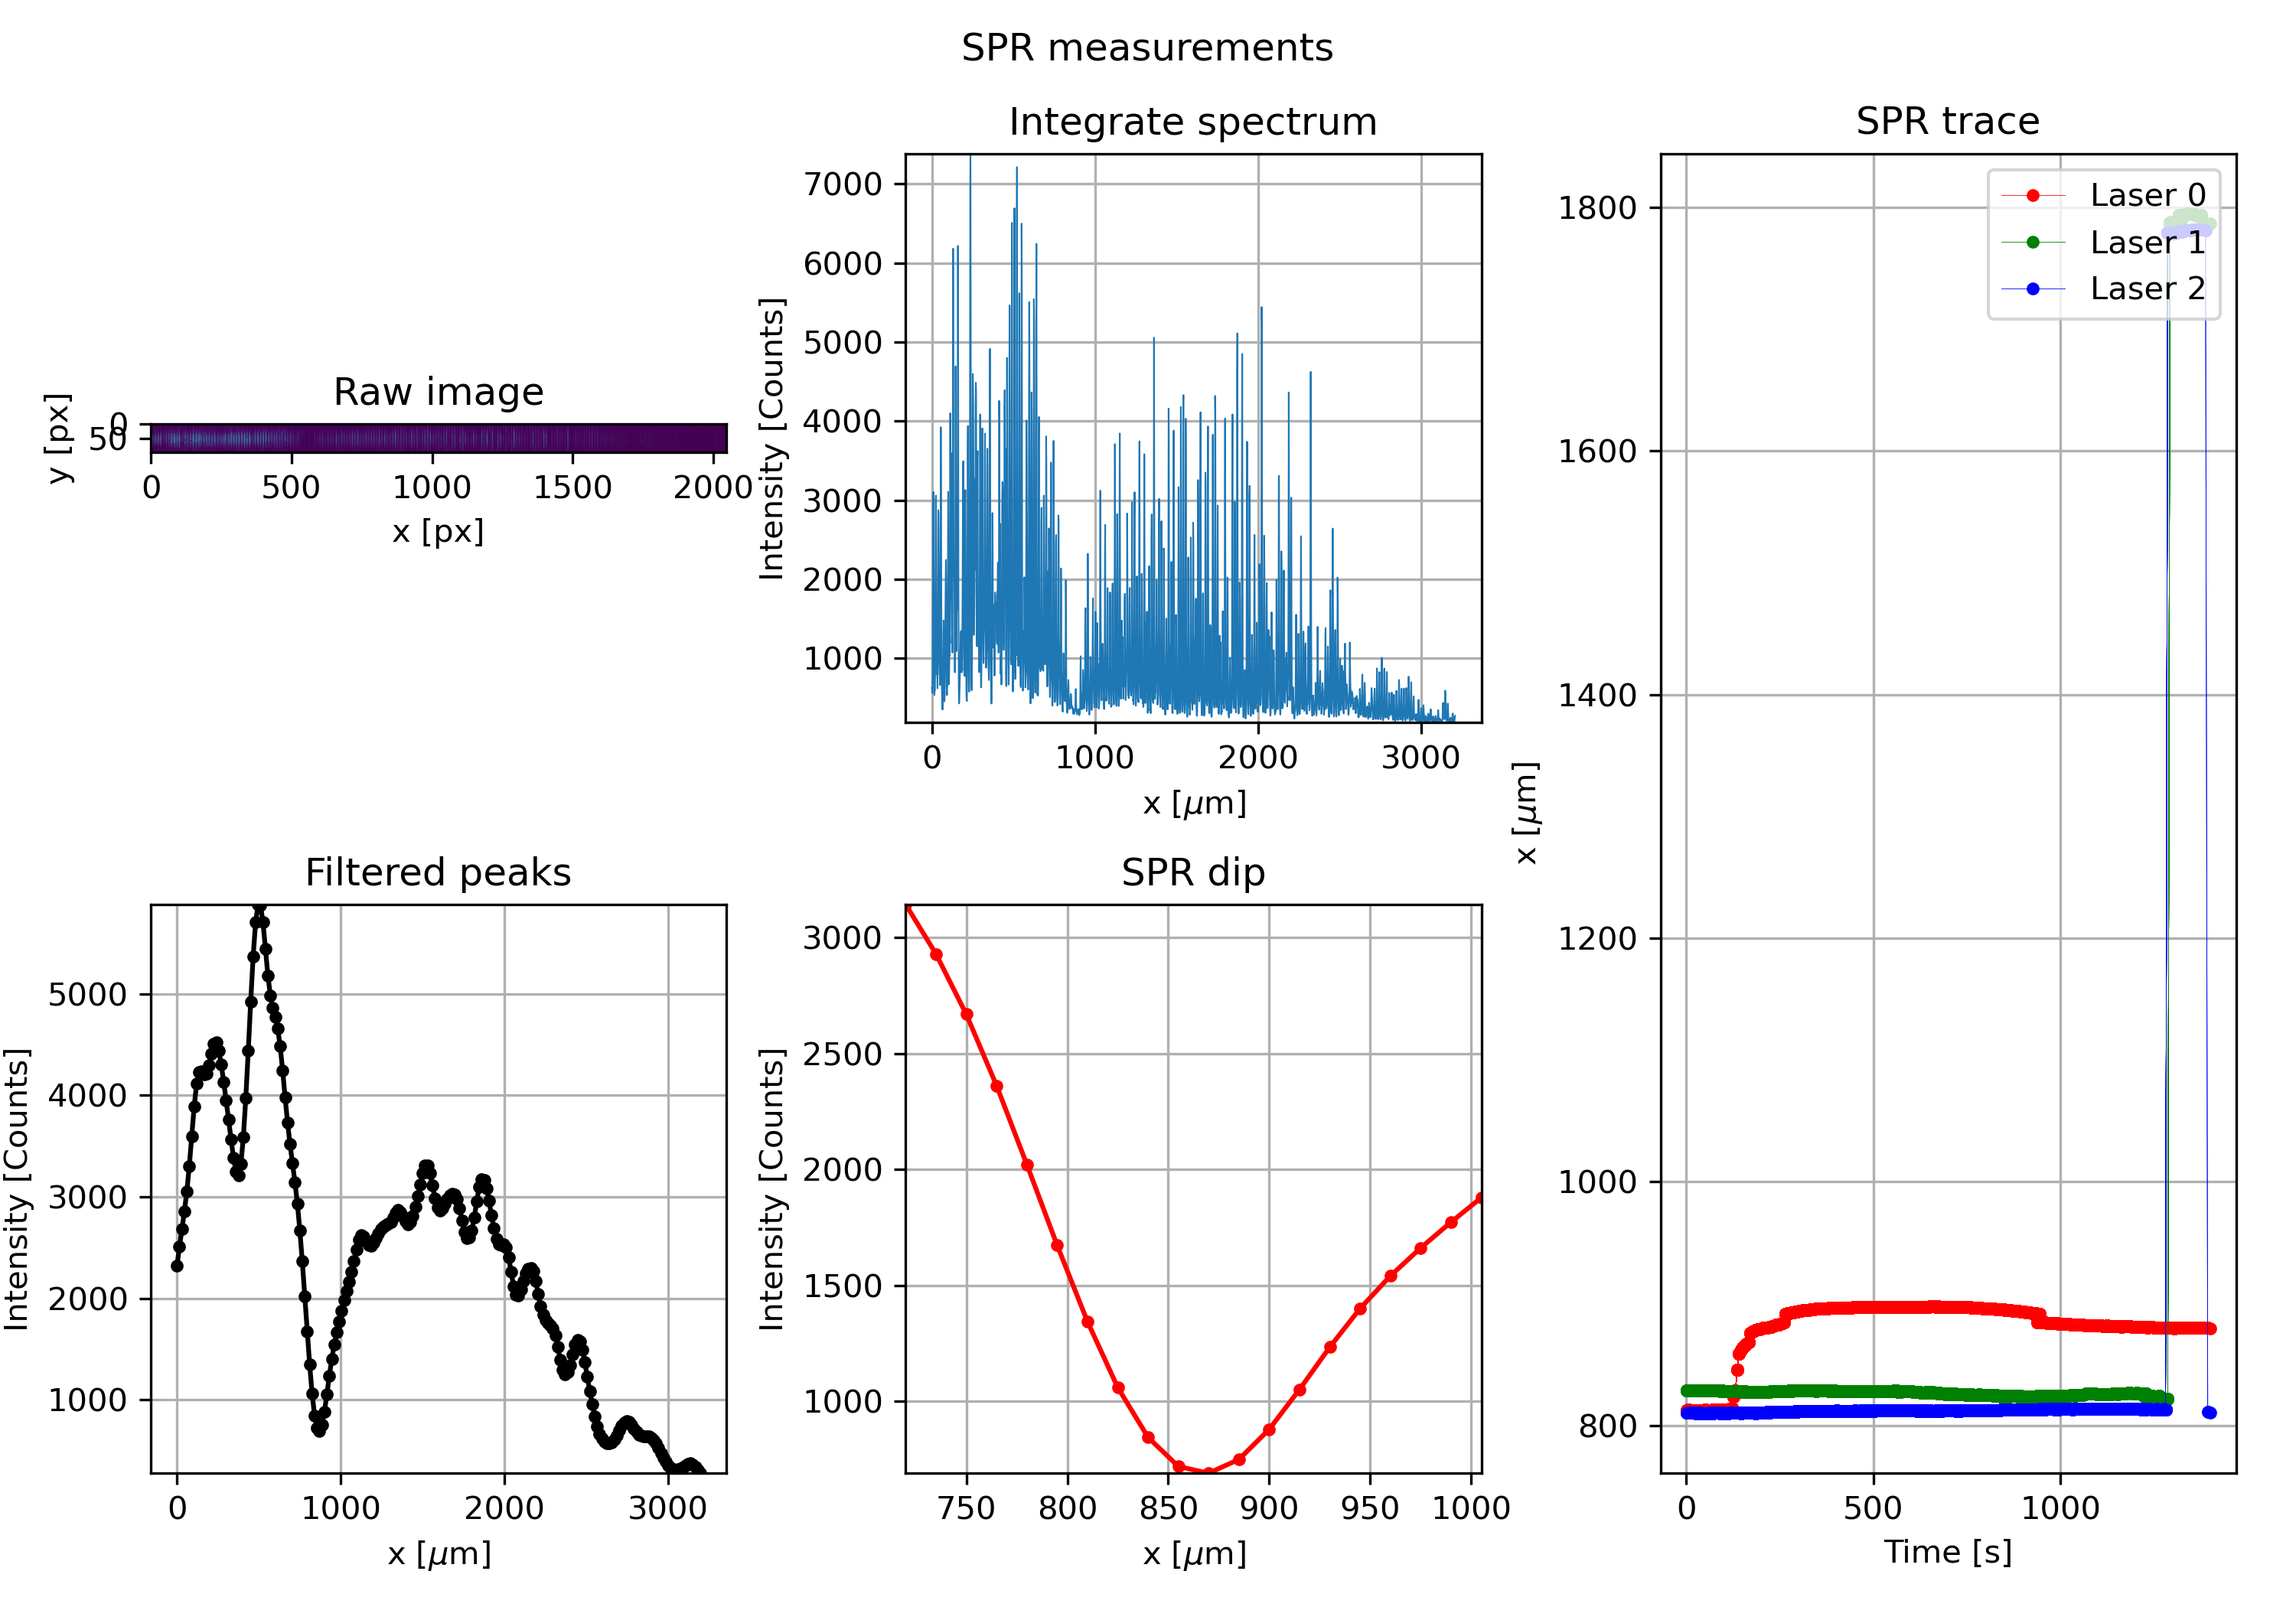 SPR measurements
Raw image
y [px]
0
50
0 500 1000 1500 2000
x [px]
Integrate spectrum
Intensity [Counts]
7000
6000
5000
4000
3000
2000
1000
0 1000 2000 3000
x [μm]
SPR trace
Laser 0
Laser 1
Laser 2
x [μm]
1800
1600
1400
1200
1000
800
0 500 1000
Time [s]
Filtered peaks
Intensity [Counts]
5000
4000
3000
2000
1000
0 1000 2000 3000
x [μm]
SPR dip
Intensity [Counts]
3000
2500
2000
1500
1000
750 800 850 900 950 1000
x [μm]